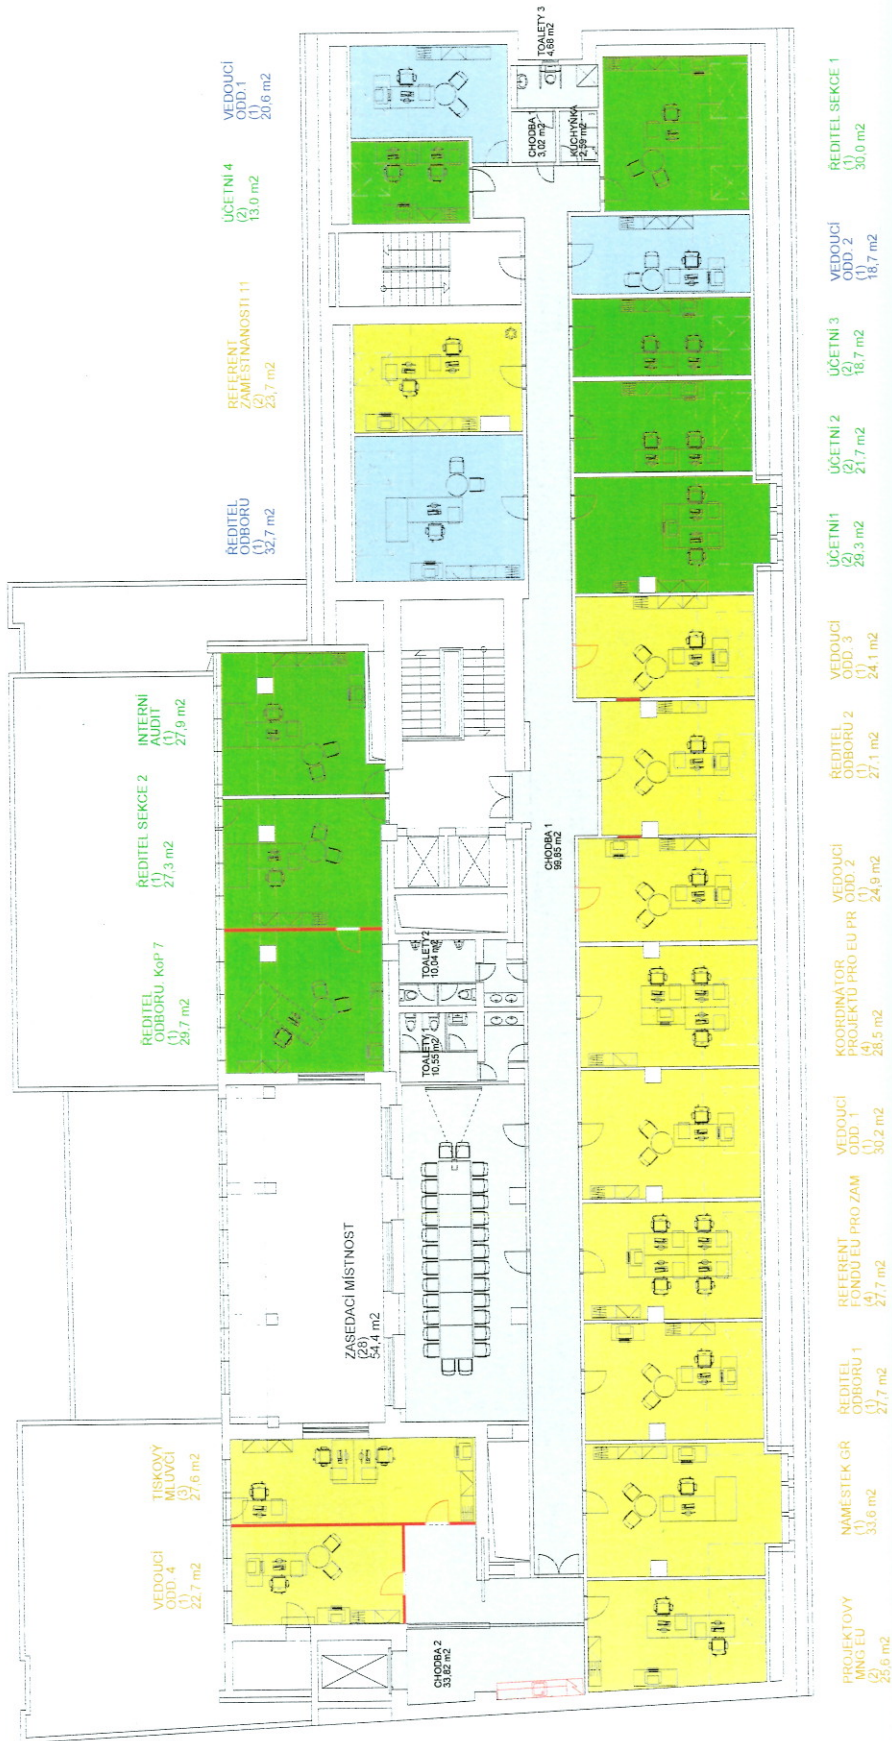 VEDOUCÍ
ODD.1
(1)
20,6 m2
ÚČETNÍ 4
(2)
13,0 m2
REFERENT
ZAMĚSTNANOSTI 11
(2)
23,7 m2
ŘEDITEL
ODBORU
(1)
32,7 m2
INTERNÍ
AUDIT
(1)
27,9 m2
ŘEDITEL SEKCE 2
(1)
27,3 m2
ŘEDITEL
ODBORU. KoP 7
(1)
29,7 m2
TISKOVÝ
MLUVČÍ
(3)
27,6 m2
VEDOUCÍ
ODD. 4
(1)
22,7 m2
TOALETY 3
4,68 m2
CHODBA 1
3,02 m2
KUCHYŇKA
2,59 m2
CHODBA 1
99,65 m2
TOALETY 2
10,04 m2
TOALETY 1
10,55 m2
ZASEDACÍ MÍSTNOST
(28)
54,4 m2
CHODBA 2
33,62 m2
ŘEDITEL SEKCE 1
(1)
30,0 m2
VEDOUCÍ
ODD. 2
(1)
18,7 m2
ÚČETNÍ 3
(2)
18,7 m2
ÚČETNÍ 2
(2)
21,7 m2
ÚČETNÍ1
(2)
29,3 m2
VEDOUCÍ
ODD. 3
(1)
24,1 m2
ŘEDITEL
ODBORU 2
(1)
27,1 m2
VEDOUCÍ
ODD. 2
(1)
24,9 m2
KOORDINÁTOR
PROJEKTŮ PRO EU PR
(4)
28,5 m2
VEDOUCÍ
ODD. 1
(1)
30,2 m2
REFERENT
FONDŮ EU PRO ZAM
(4)
27,7 m2
ŘEDITEL
ODBORU 1
(1)
27,7 m2
NÁMĚSTEK GŘ
(1)
33,6 m2
PROJEKTOVÝ
MNG EU
(2)
25,6 m2